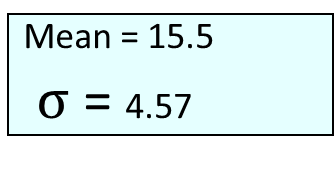 Mean = 15.5
σ = 4.57